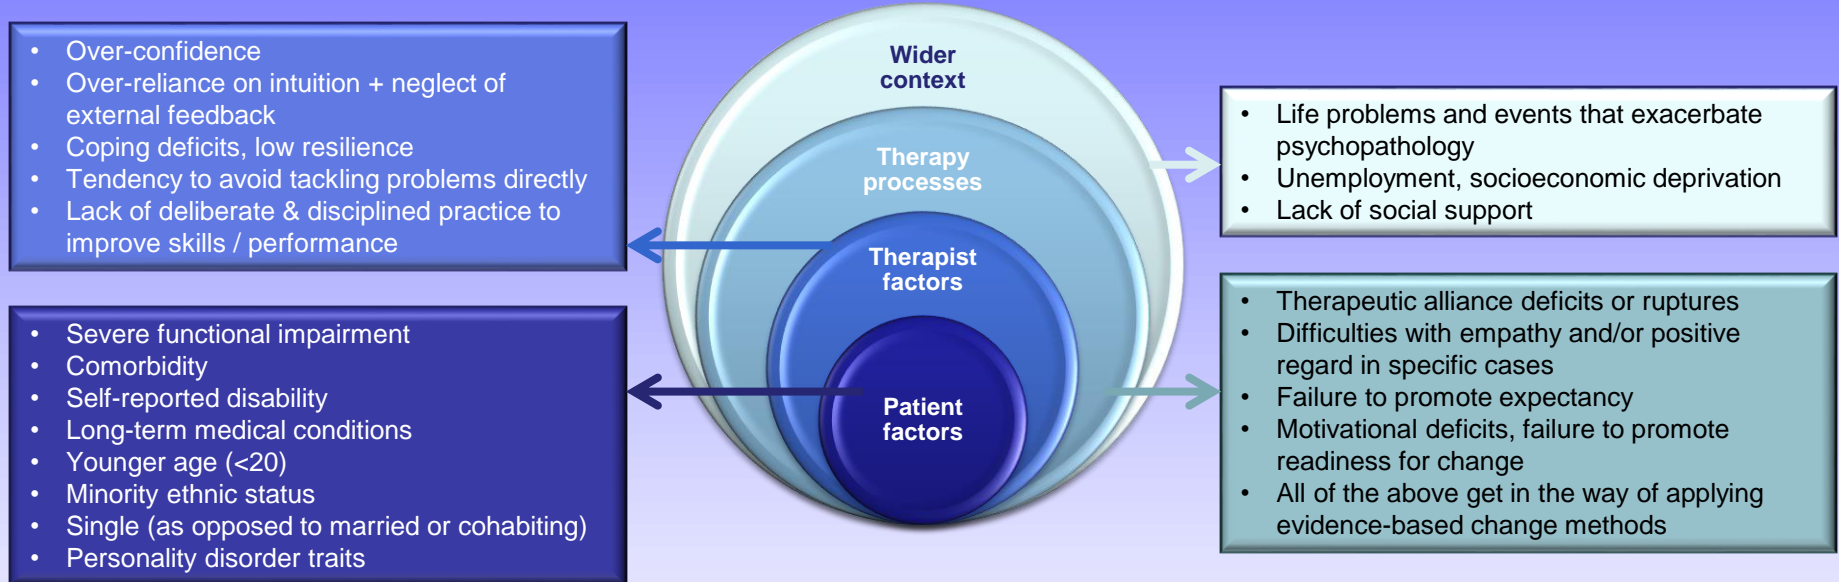 • Over-confidence
• Over-reliance on intuition + neglect of
external feedback
• Coping deficits, low resilience
• Tendency to avoid tackling problems directly
• Lack of deliberate & disciplined practice to
improve skills / performance
• Severe functional impairment
• Comorbidity
• Self-reported disability
• Long-term medical conditions
• Younger age (<20)
• Minority ethnic status
• Single (as opposed to married or cohabiting)
• Personality disorder traits
Wider
context
Therapy
processes
Therapist
factors
Patient
factors
• Life problems and events that exacerbate
psychopathology
• Unemployment, socioeconomic deprivation
• Lack of social support
• Therapeutic alliance deficits or ruptures
• Difficulties with empathy and/or positive
regard in specific cases
• Failure to promote expectancy
• Motivational deficits, failure to promote
readiness for change
• All of the above get in the way of applying
evidence-based change methods